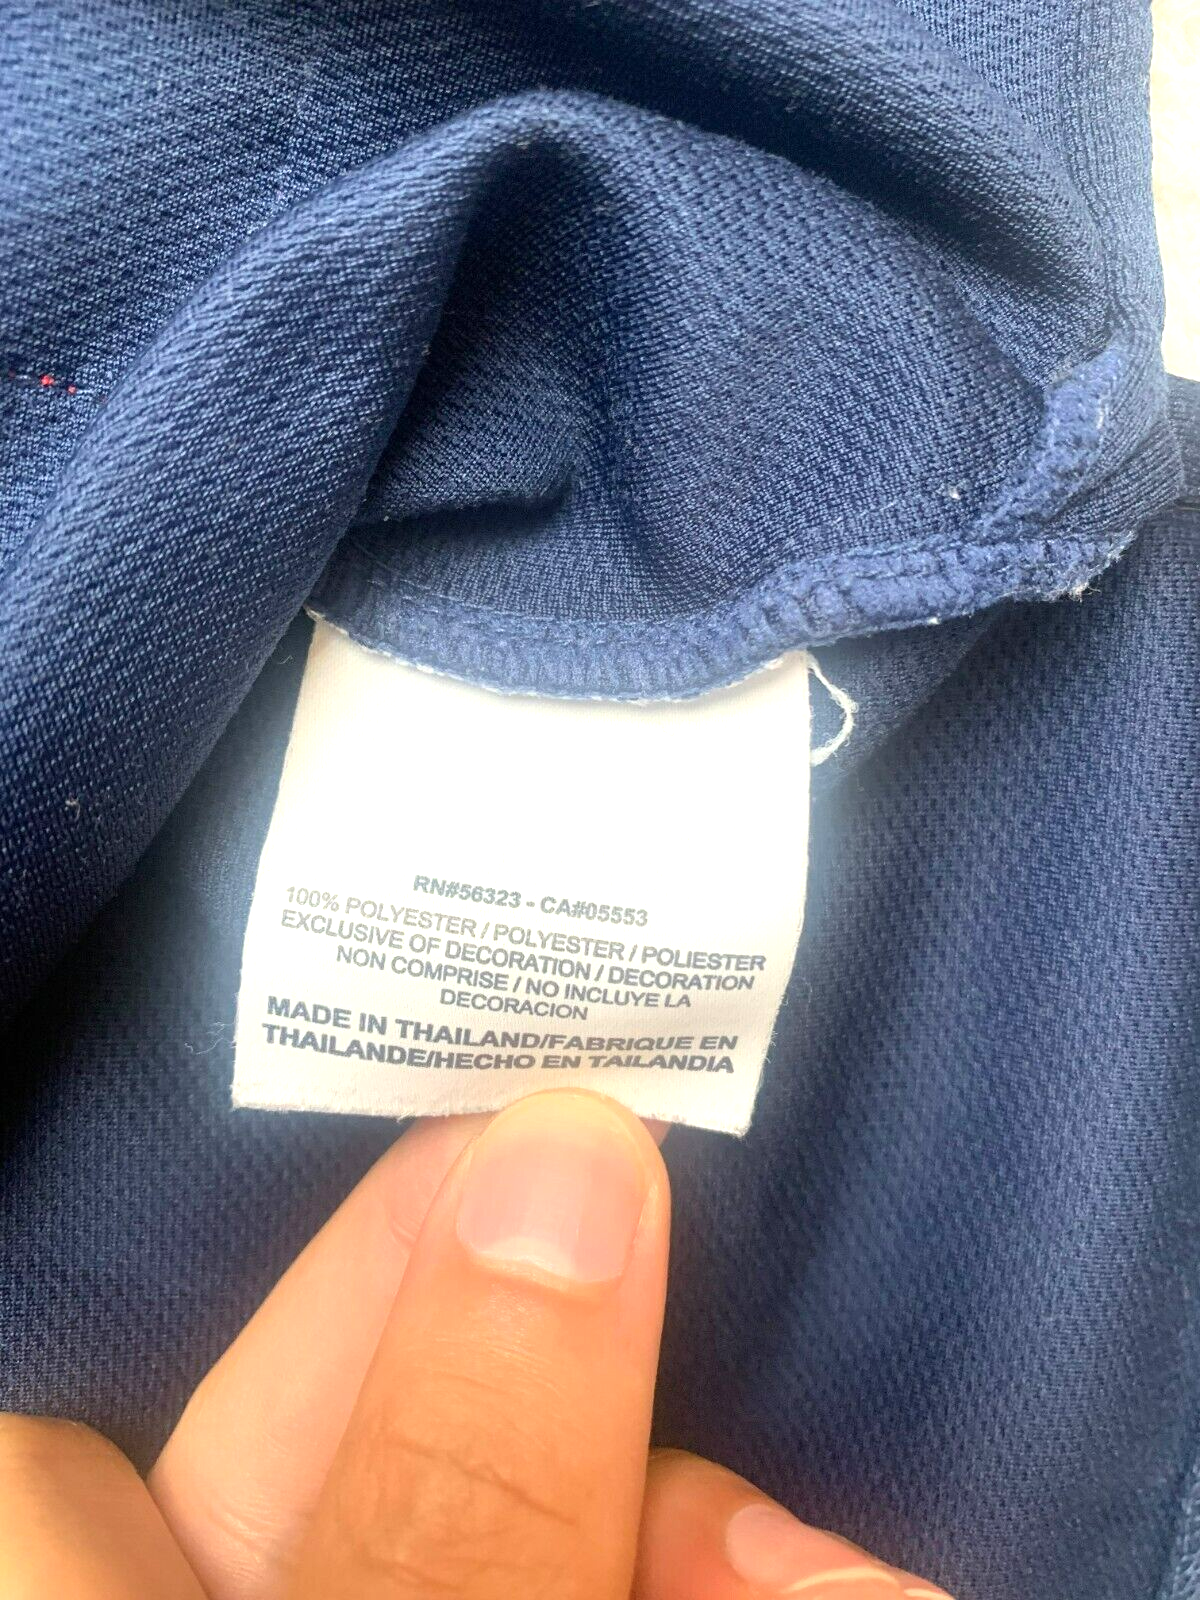 RN#56323 - CA#05553
100% POLYESTER / POLYESTER / POLIESTER
EXCLUSIVE OF DECORATION / DECORATION
NON COMPRISE / NO INCLUYE LA
DECORACION
MADE IN THAILAND/FABRIQUE EN
THAILANDE/HECHO EN TAILANDIA